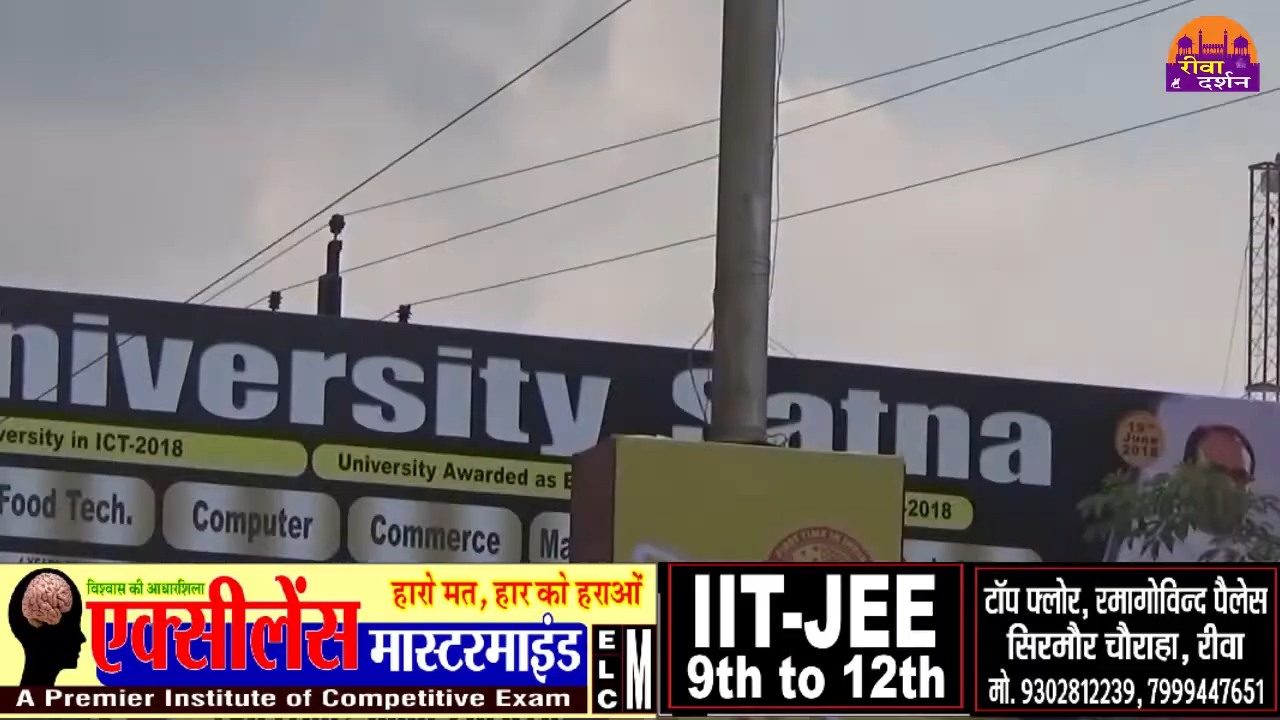 रीवा
दर्शन
niversity Satna
versity in ICT-2018
University Awarded as
-2018
19th
June
2018
Food Tech.
Computer
Commerce
विश्वास की आधारशिला
एक्सीलेंस
मास्टरमाइंड
हारो मत, हार को हराओं
A Premier Institute of Competitive Exam
ELC
M
IIT-JEE
9th to 12th
टॉप फ्लोर, रमागोविन्द पैलेस
सिरमौर चौराहा, रीवा
मो. 9302812239, 7999447651